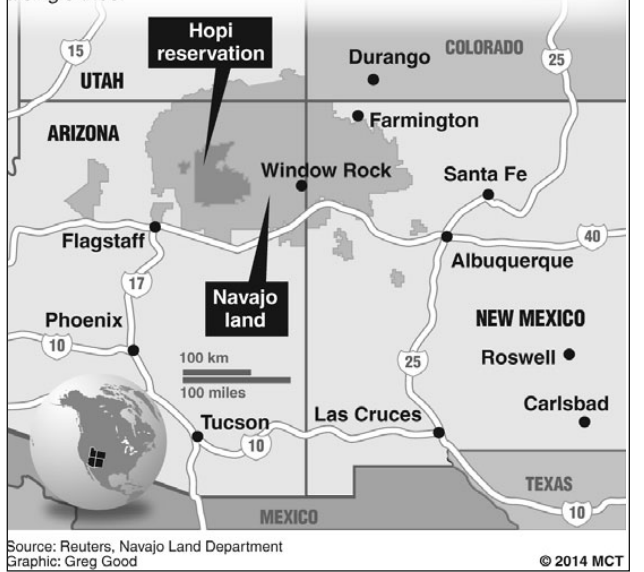 Hopi
reservation
15
UTAH
Durango
COLORADO
25
ARIZONA
Farmington
Window Rock
Santa Fe
Flagstaff
40
Albuquerque
17
Navajo
land
Phoenix
NEW MEXICO
10
100 km
100 miles
25
Roswell
Tucson
Las Cruces
Carlsbad
10
TEXAS
MEXICO
10
Source: Reuters, Navajo Land Department
Graphic: Greg Good
© 2014 MCT